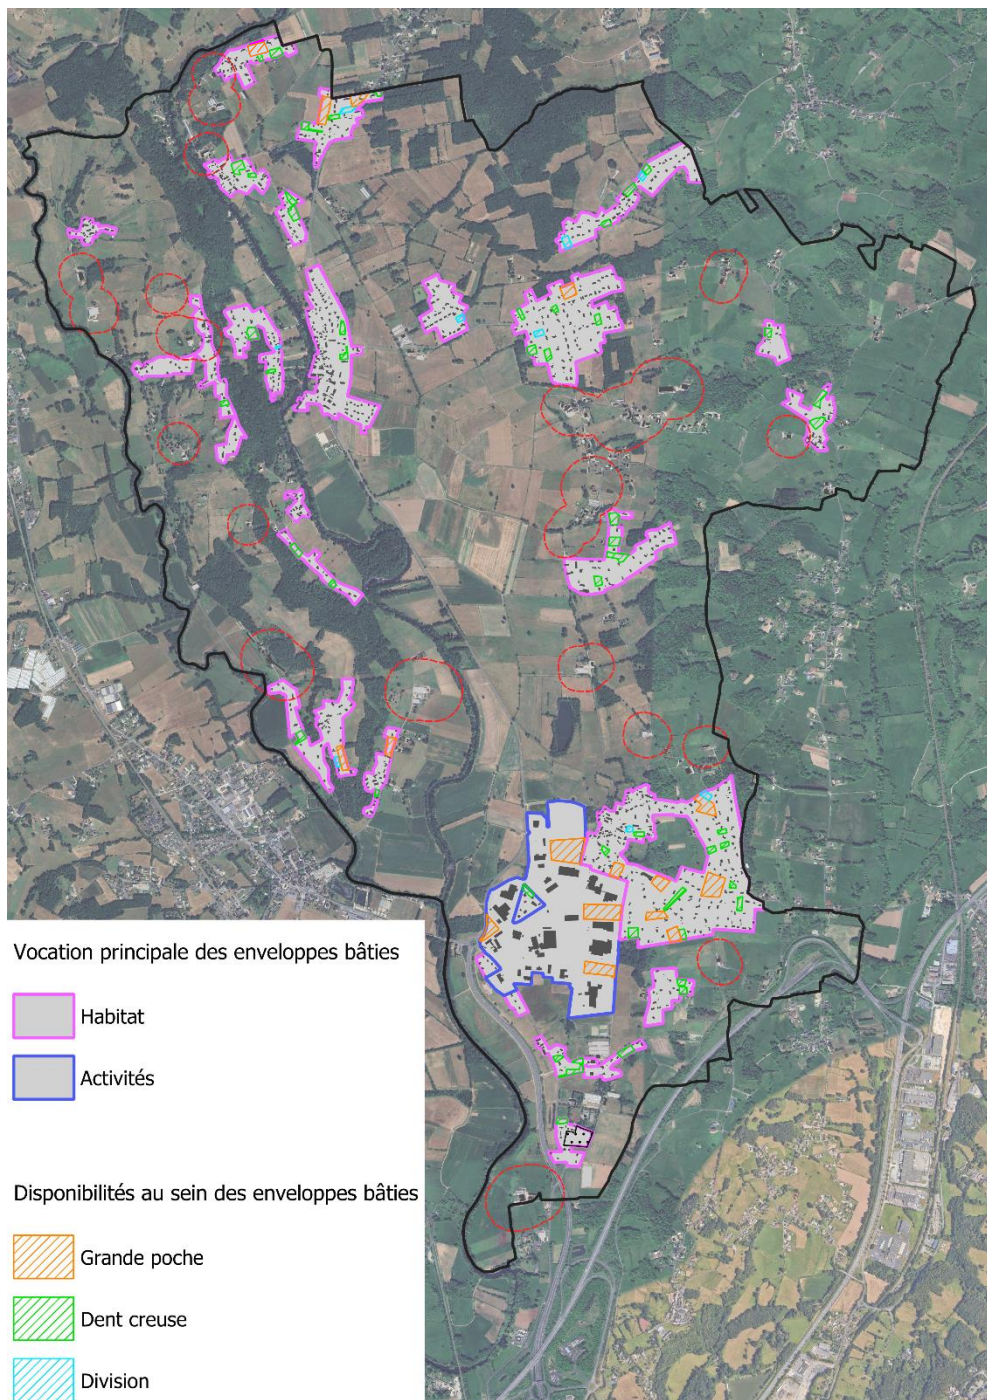 Vocation principale des enveloppes bâties
Habitat
Activités
Disponibilités au sein des enveloppes bâties
Grande poche
Dent creuse
Division